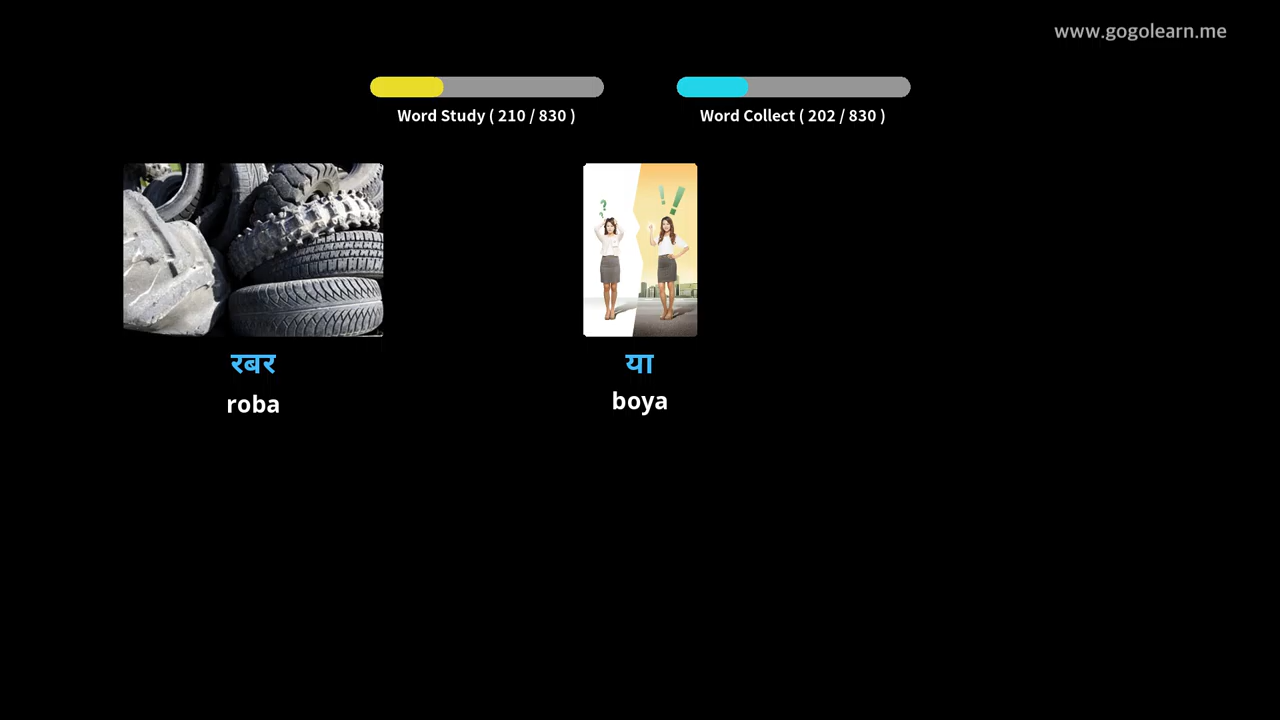 www.gogolearn.me
Word Study ( 210 / 830 )
Word Collect ( 202 / 830 )
रबर
roba
या
boya